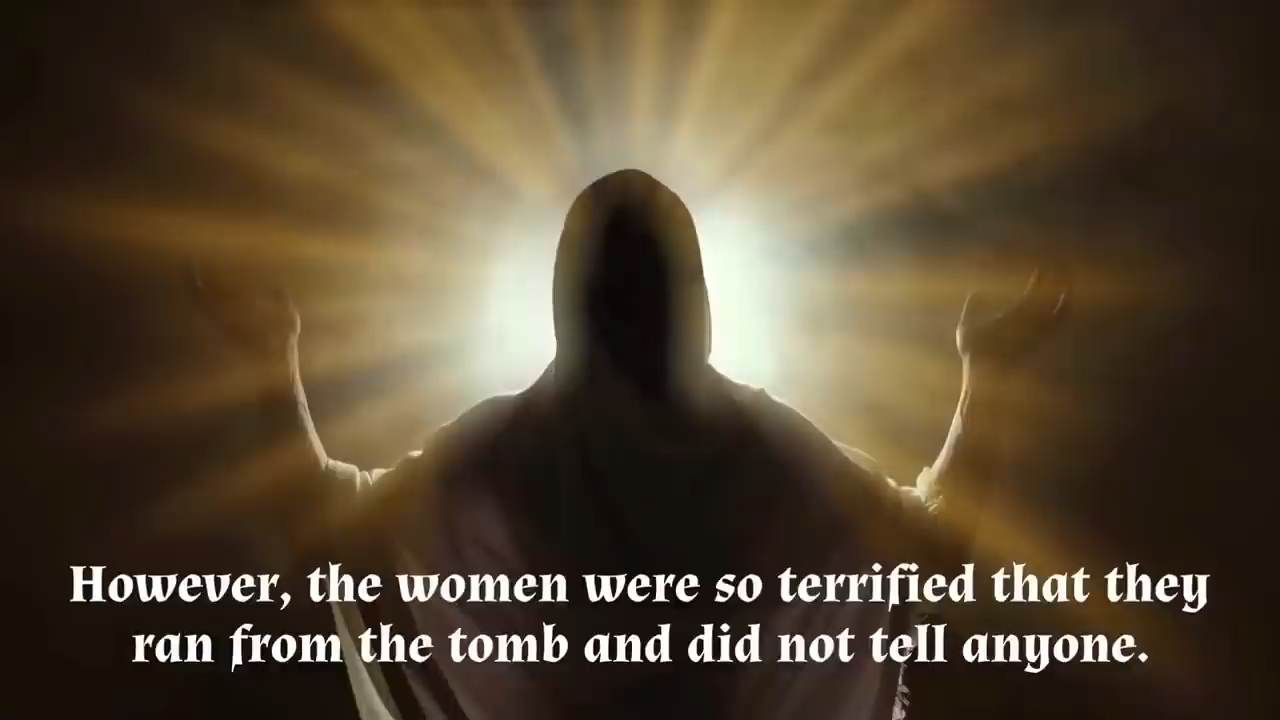 However, the women were so terrified that they
ran from the tomb and did not tell anyone.